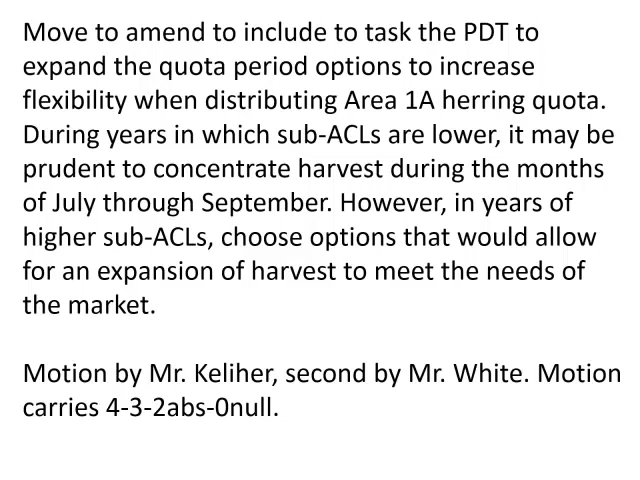 Move to amend to include to task the PDT to
expand the quota period options to increase
flexibility when distributing Area 1A herring quota.
During years in which sub-ACLs are lower, it may be
prudent to concentrate harvest during the months
of July through September. However, in years of
higher sub-ACLs, choose options that would allow
for an expansion of harvest to meet the needs of
the market.
Motion by Mr. Keliher, second by Mr. White. Motion
carries 4-3-2abs-0null.